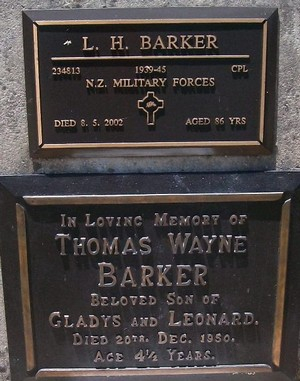 L. H. BARKER
234813 1939-45 CPL
N.Z. MILITARY FORCES
DIED 8. 5. 2002 AGED 86 YRS
IN LOVING MEMORY OF
THOMAS WAYNE
BARKER
BELOVED SON OF
GLADYS AND LEONARD.
DIED 20TH. DEC. 1950.
AGE 4½ YEARS.